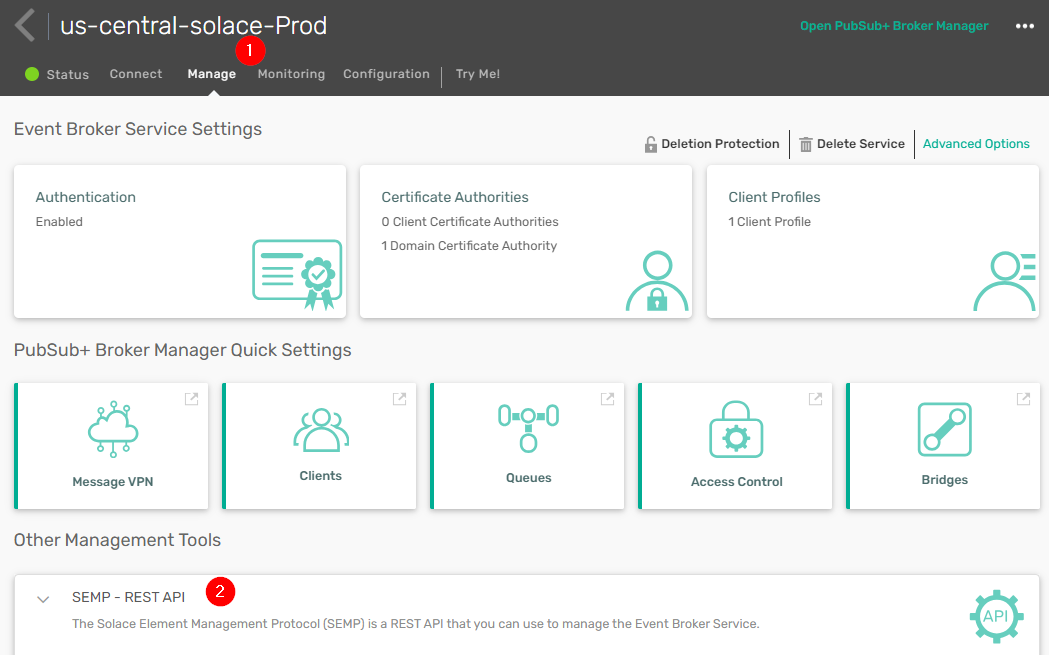 us-central-solace-Prod
Open PubSub+ Broker Manager
1
Status Connect Manage Monitoring Configuration Try Me!
Event Broker Service Settings
Deletion Protection Delete Service Advanced Options
Authentication
Enabled
Certificate Authorities
0 Client Certificate Authorities
1 Domain Certificate Authority
Client Profiles
1 Client Profile
PubSub+ Broker Manager Quick Settings
Message VPN
Clients
Queues
Access Control
Bridges
Other Management Tools
SEMP - REST API
2
The Solace Element Management Protocol (SEMP) is a REST API that you can use to manage the Event Broker Service.
API